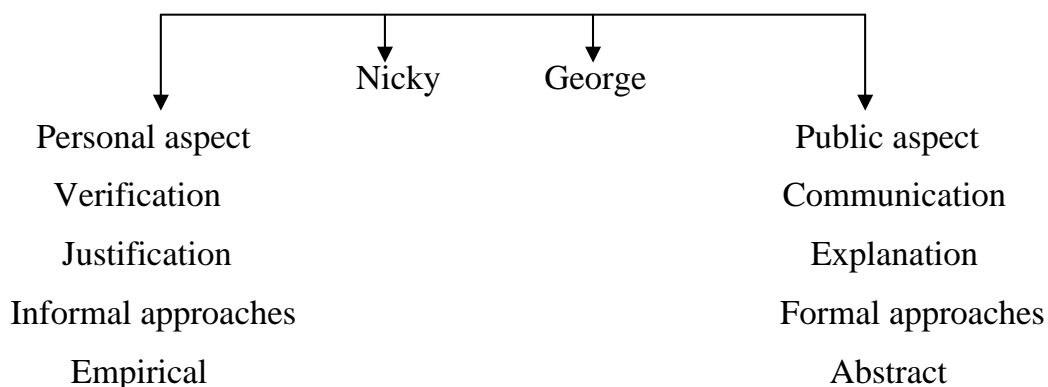 Nicky George
Personal aspect Public aspect
Verification Communication
Justification Explanation
Informal approaches Formal approaches
Empirical Abstract